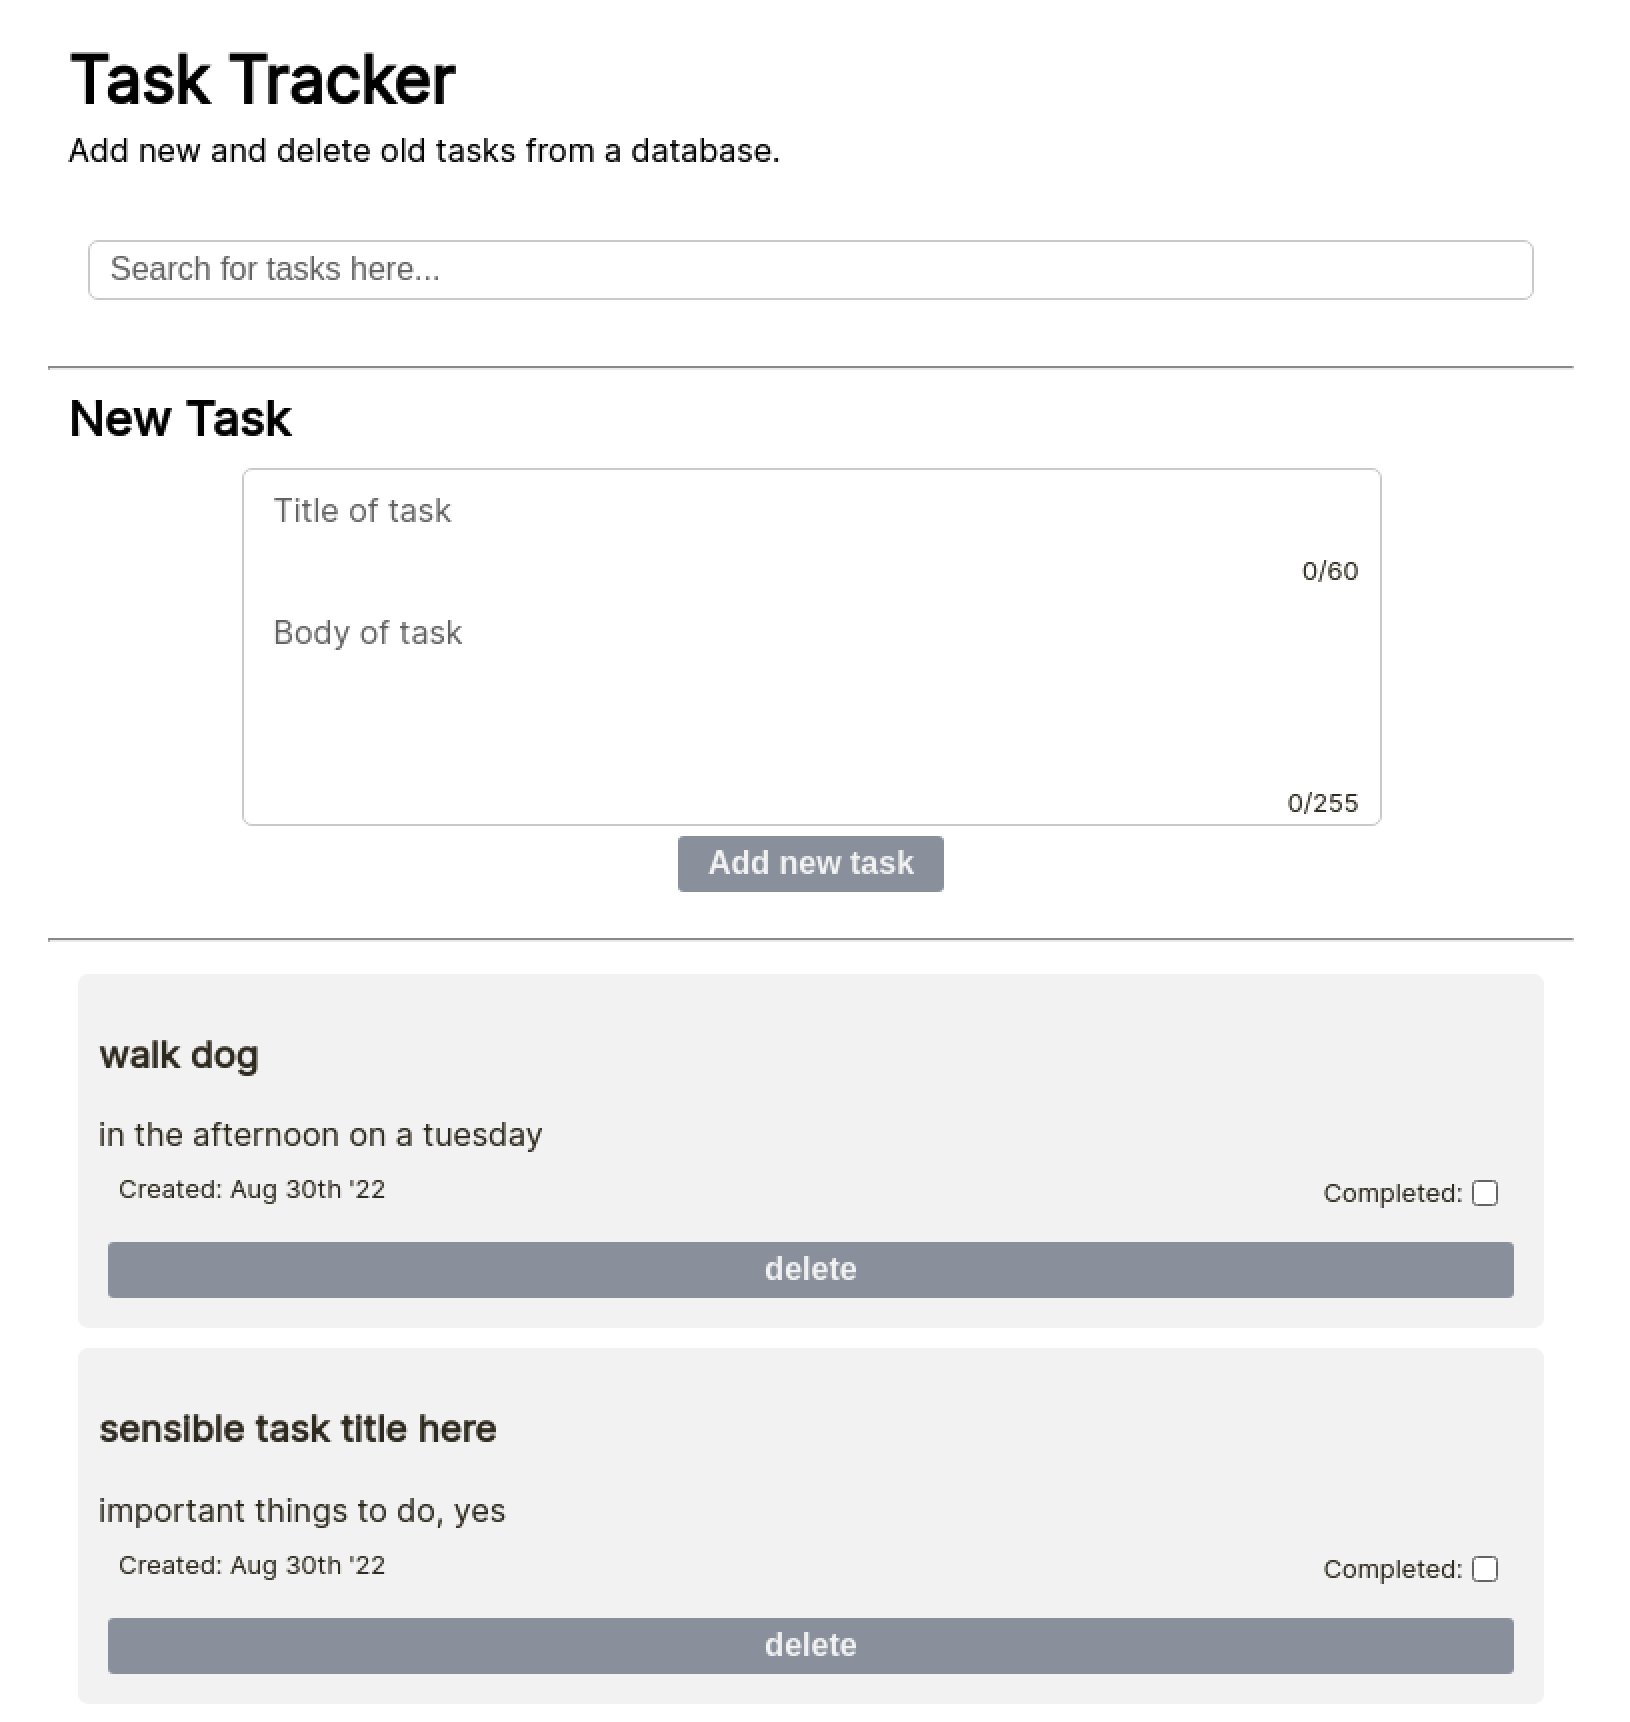 Task Tracker
Add new and delete old tasks from a database.
Search for tasks here...
New Task
Title of task
0/60
Body of task
0/255
Add new task
walk dog
in the afternoon on a tuesday
Created: Aug 30th '22 Completed:
delete
sensible task title here
important things to do, yes
Created: Aug 30th '22 Completed:
delete